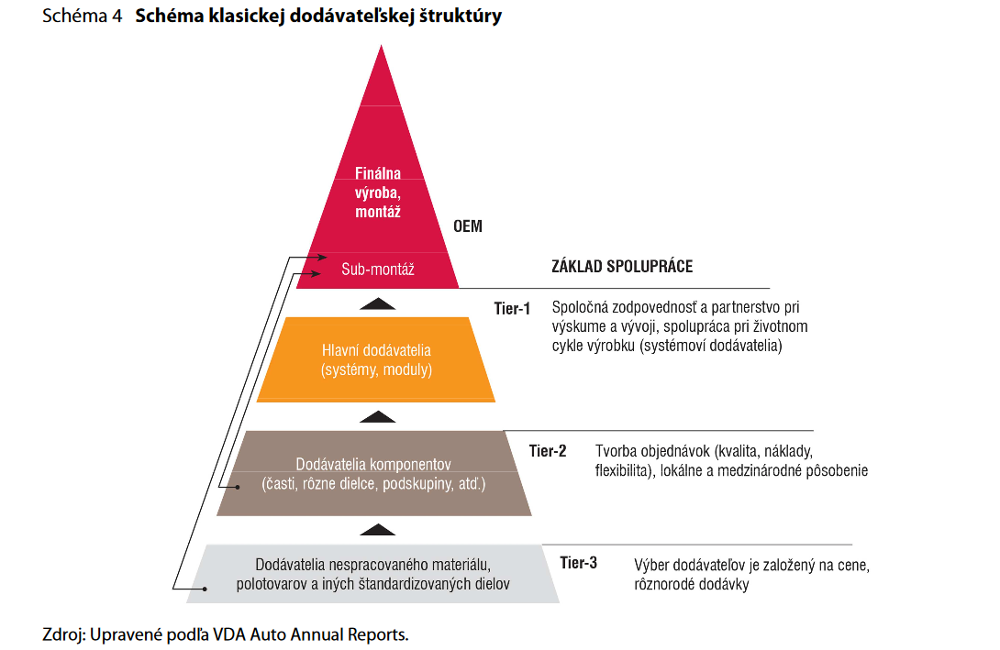 Schéma 4 Schéma klasickej dodávateľskej štruktúry
Finálna
výroba,
montáž
OEM
Sub-montáž
ZÁKLAD SPOLUPRÁCE
Tier-1
Spoločná zodpovednosť a partnerstvo pri
výskume a vývoji, spolupráca pri životnom
cykle výrobku (systémoví dodávatelia)
Hlavní dodávatelia
(systémy, moduly)
Tier-2
Tvorba objednávok (kvalita, náklady,
flexibilita), lokálne a medzinárodné pôsobenie
Dodávatelia komponentov
(časti, rôzne dielce, podskupiny, atď.)
Tier-3
Výber dodávateľov je založený na cene,
rôznorodé dodávky
Dodávatelia nespracovaného materiálu,
polotovarov a iných štandardizovaných dielov
Zdroj: Upravené podľa VDA Auto Annual Reports.